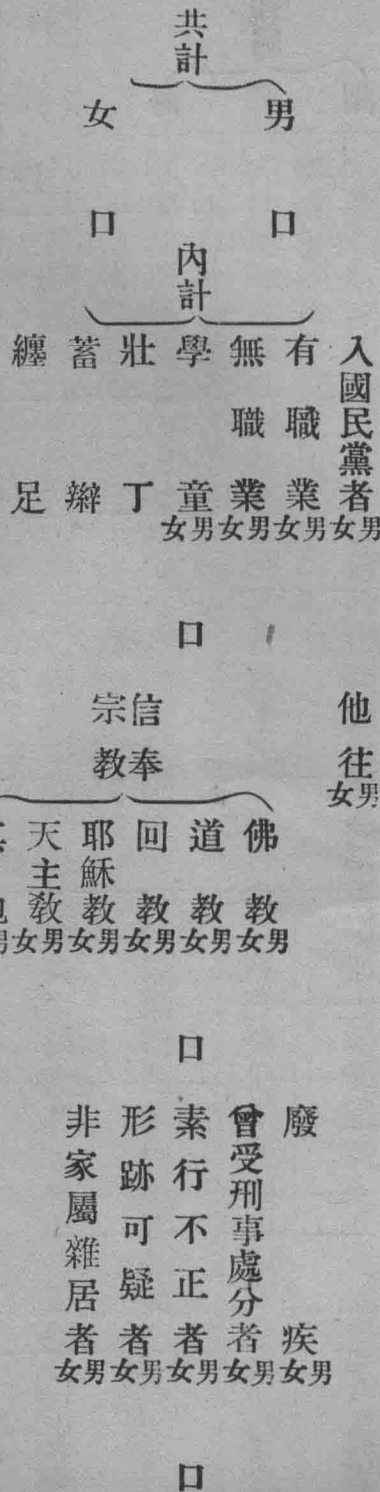 共計
男 口
女 口
內計
入國民黨者男女
有職業男女
無職業男女
學童男女
壯丁
蓄辮
纏足
口
他往男女
信奉宗教
佛教男女
道教男女
回教男女
耶穌教男女
天主教男女
口
廢疾男女
曾受刑事處分者男女
素行不正者男女
形跡可疑者男女
非家屬雜居者男女
口